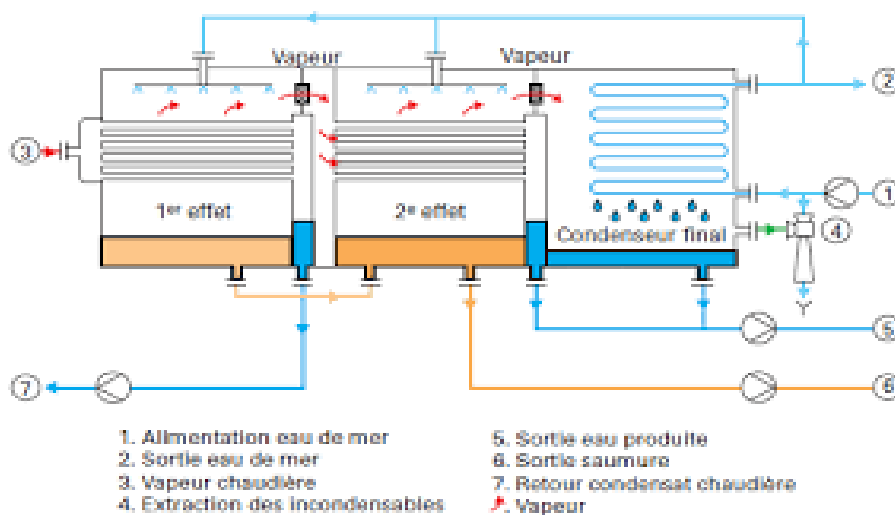 Vapeur Vapeur
2
3
1er effet 2e effet
1
Condenseur final
4
5
7
6
1. Alimentation eau de mer
2. Sortie eau de mer
3. Vapeur chaudière
4. Extraction des incondensables
5. Sortie eau produite
6. Sortie saumure
7. Retour condensat chaudière
Vapeur